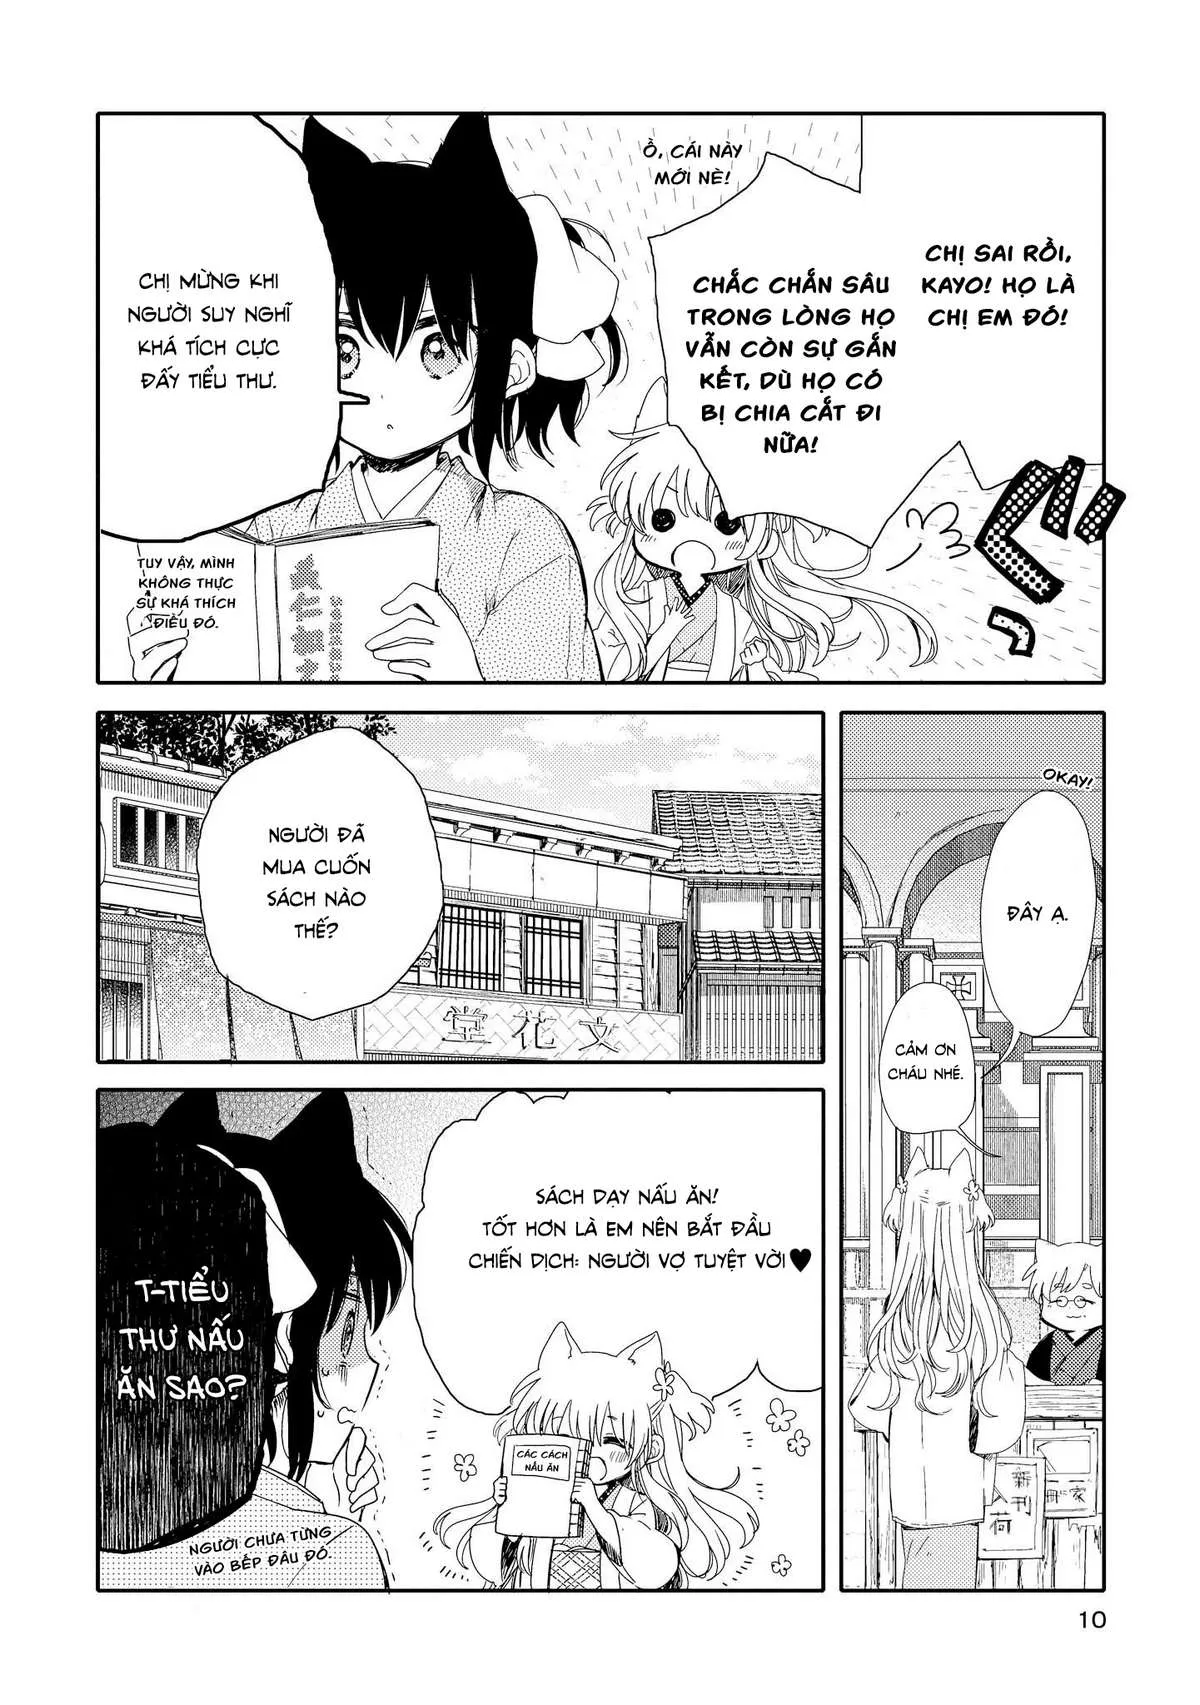 CHỊ SAI RỒI,
KAYO! HỌ LÀ
CHỊ EM ĐÓ!
CHẮC CHẮN SÂU
TRONG LÒNG HỌ
VẪN CÒN SỰ GẮN
KẾT, DÙ HỌ CÓ
BỊ CHIA CẮT ĐI
NỮA!
Ồ, CÁI NÀY
MỚI NÈ!
CHỊ MỪNG KHI
NGƯỜI SUY NGHĨ
KHÁ TÍCH CỰC
ĐẤY TIỂU THƯ.
TUY VẬY, MÌNH
KHÔNG THỰC
SỰ KHÁ THÍCH
ĐIỀU ĐÓ.
OKAY!
ĐÂY Ạ.
CẢM ƠN
CHÁU NHÉ.
新刊入荷
NGƯỜI ĐÃ
MUA CUỐN
SÁCH NÀO
THẾ?
堂花文
SÁCH DẠY NẤU ĂN!
TỐT HƠN LÀ EM NÊN BẮT ĐẦU
CHIẾN DỊCH: NGƯỜI VỢ TUYỆT VỜI♥
CÁC CÁCH
NẤU ĂN
T-TIỂU
THƯ NẤU
ĂN SAO?
NGƯỜI CHƯA TỪNG
VÀO BẾP ĐÂU ĐÓ.
10